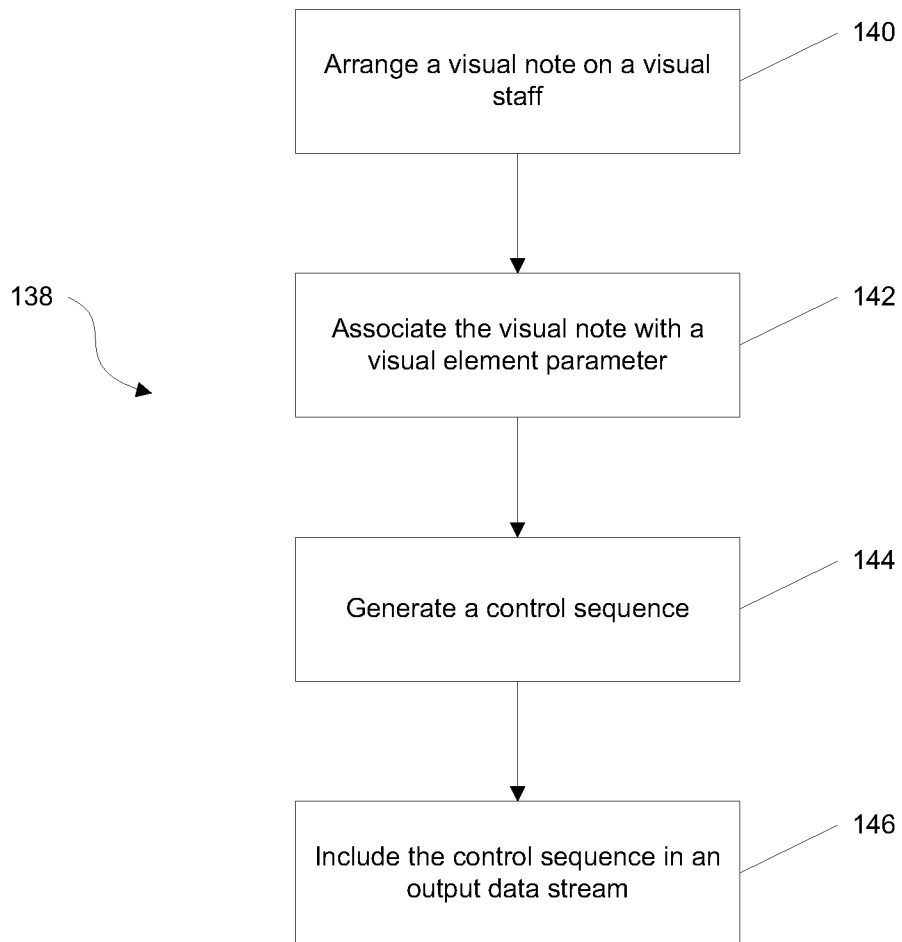 Arrange a visual note on a visual
staff
140
138
Associate the visual note with a
visual element parameter
142
Generate a control sequence
144
Include the control sequence in an
output data stream
146